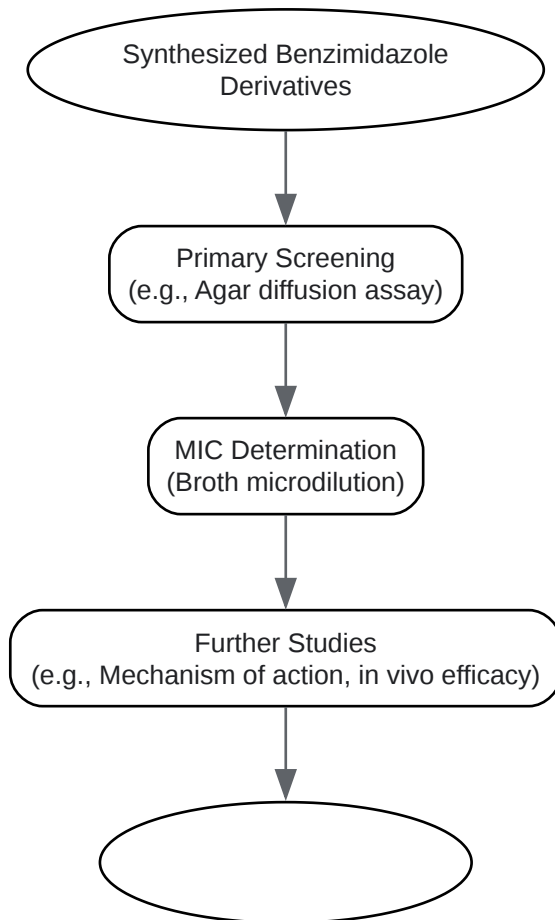 Synthesized Benzimidazole
Derivatives
Primary Screening
(e.g., Agar diffusion assay)
MIC Determination
(Broth microdilution)
Further Studies
(e.g., Mechanism of action, in vivo efficacy)